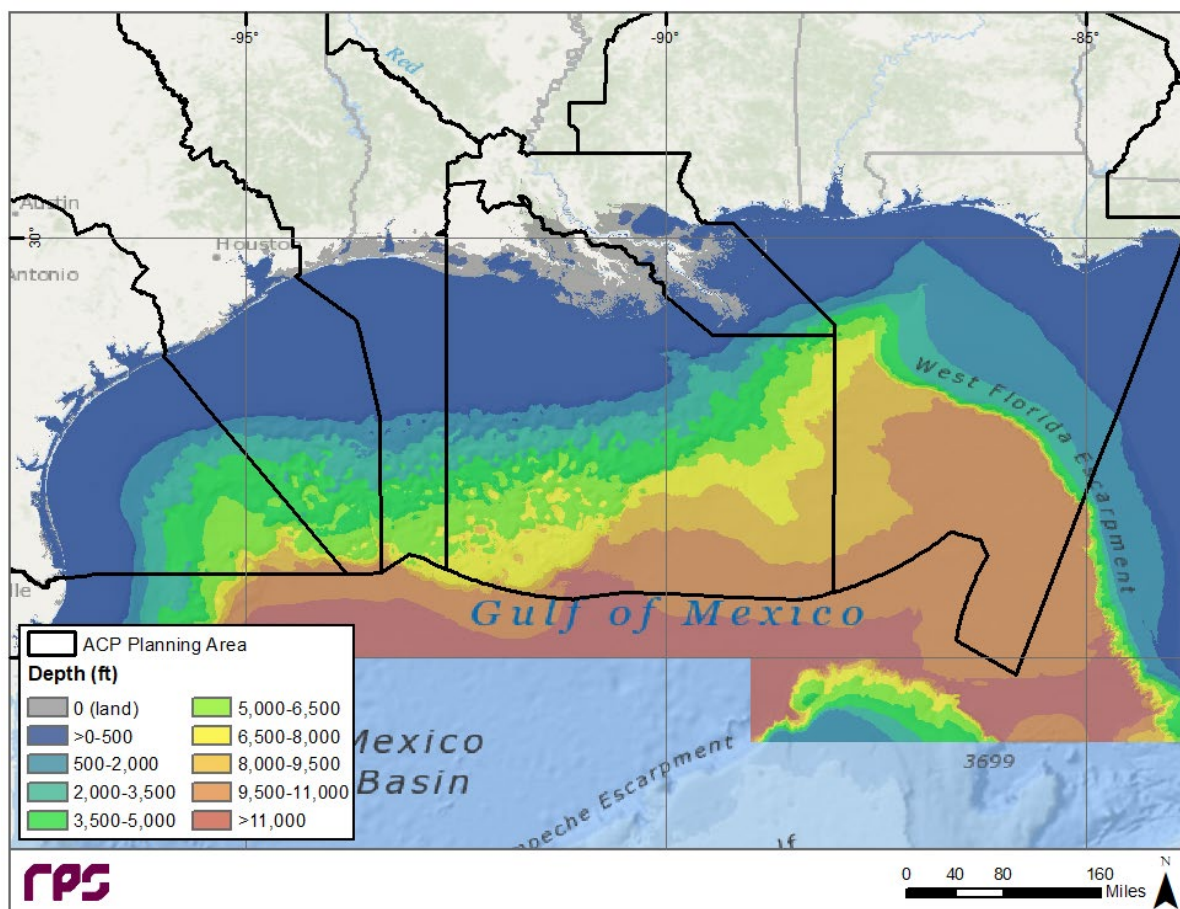 -95°
-90°
-85°
Red
Austin
30°
Houston
Antonio
West Florida Escarpment
lle
Gulf of Mexico
ACP Planning Area
Depth (ft)
0 (land)
>0-500
500-2,000
2,000-3,500
3,500-5,000
5,000-6,500
6,500-8,000
8,000-9,500
9,500-11,000
>11,000
Mexico
Basin
mpeche Escarpment
3699
lf
rps
0 40 80 160
Miles
N